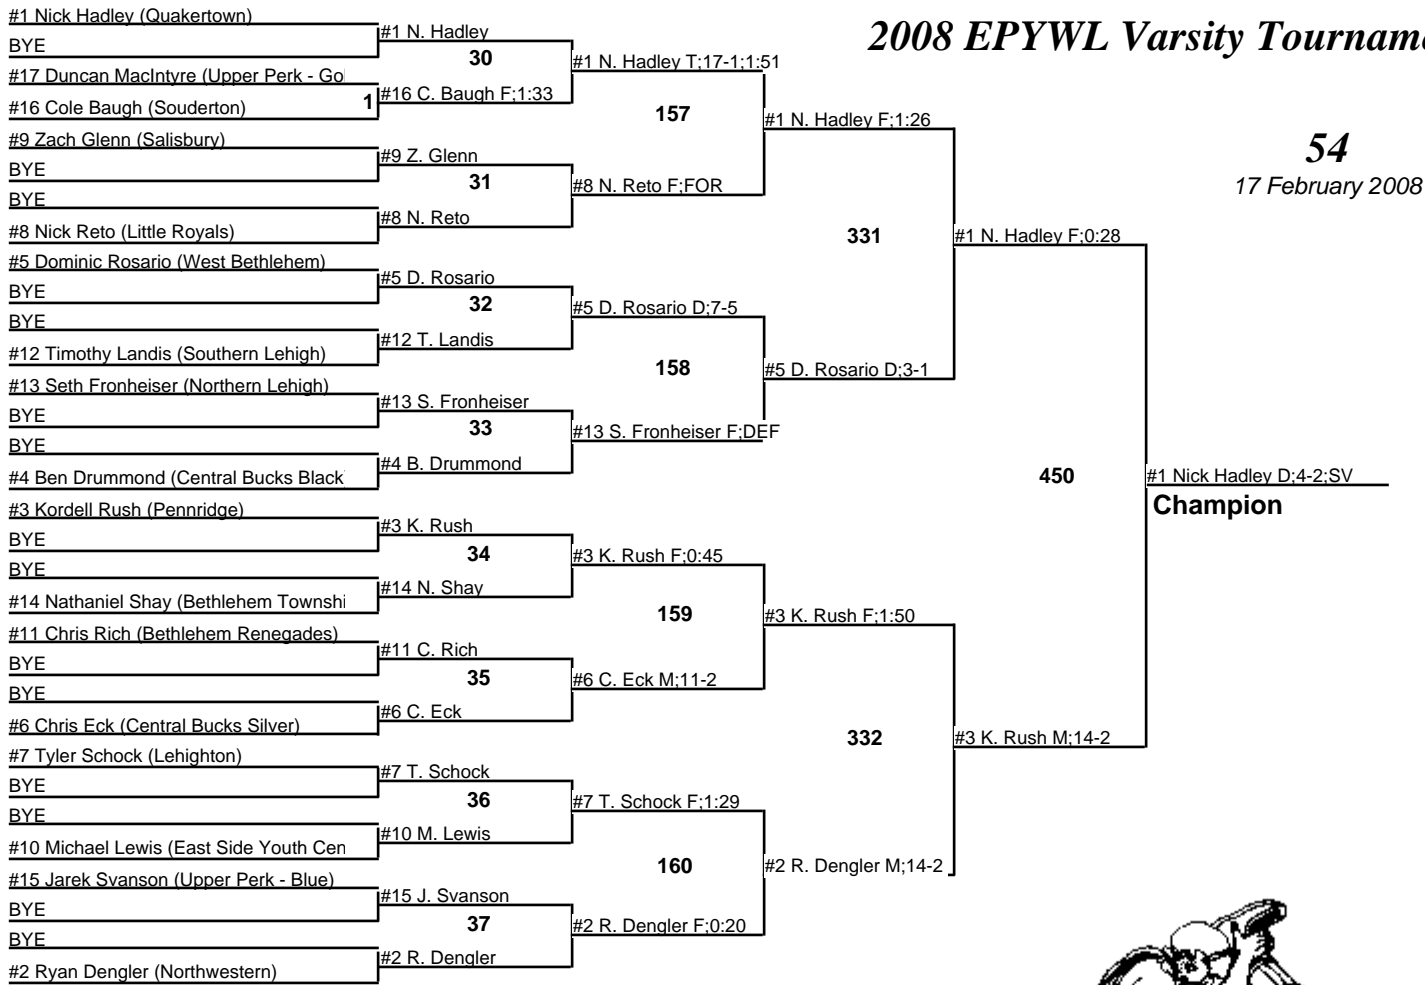 2008 EPYWL Varsity Tourname
54
17 February 2008
#1 Nick Hadley (Quakertown)
BYE
#17 Duncan MacIntyre (Upper Perk - Gol
#16 Cole Baugh (Souderton)
#9 Zach Glenn (Salisbury)
BYE
BYE
#8 Nick Reto (Little Royals)
#5 Dominic Rosario (West Bethlehem)
BYE
BYE
#12 Timothy Landis (Southern Lehigh)
#13 Seth Fronheiser (Northern Lehigh)
BYE
BYE
#4 Ben Drummond (Central Bucks Black)
#3 Kordell Rush (Pennridge)
BYE
BYE
#14 Nathaniel Shay (Bethlehem Townshi
#11 Chris Rich (Bethlehem Renegades)
BYE
BYE
#6 Chris Eck (Central Bucks Silver)
#7 Tyler Schock (Lehighton)
BYE
BYE
#10 Michael Lewis (East Side Youth Cen
#15 Jarek Svanson (Upper Perk - Blue)
BYE
BYE
#2 Ryan Dengler (Northwestern)
1
#1 N. Hadley
30
#16 C. Baugh F;1:33
#9 Z. Glenn
31
#8 N. Reto
#5 D. Rosario
32
#12 T. Landis
#13 S. Fronheiser
33
#4 B. Drummond
#3 K. Rush
34
#14 N. Shay
#11 C. Rich
35
#6 C. Eck
#7 T. Schock
36
#10 M. Lewis
#15 J. Svanson
37
#2 R. Dengler
#1 N. Hadley T;17-1;1:51
157
#8 N. Reto F;FOR
#5 D. Rosario D;7-5
158
#13 S. Fronheiser F;DEF
#3 K. Rush F;0:45
159
#6 C. Eck M;11-2
#7 T. Schock F;1:29
160
#2 R. Dengler F;0:20
#1 N. Hadley F;1:26
331
#5 D. Rosario D;3-1
#3 K. Rush F;1:50
332
#2 R. Dengler M;14-2
#1 N. Hadley F;0:28
450
#3 K. Rush M;14-2
#1 Nick Hadley D;4-2;SV
Champion